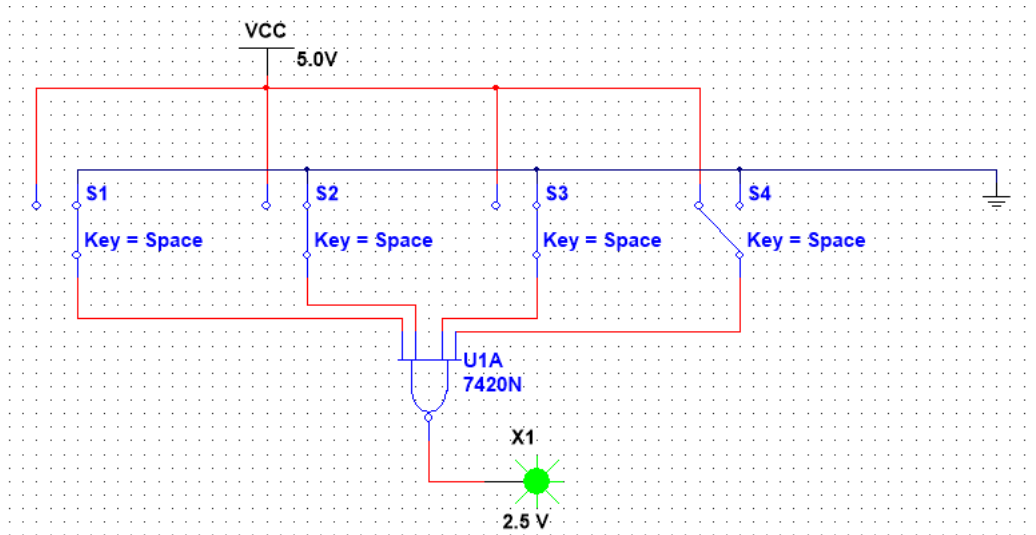 VCC
5.0V
S1
S2
S3
S4
Key = Space
Key = Space
Key = Space
Key = Space
U1A
7420N
X1
2.5 V